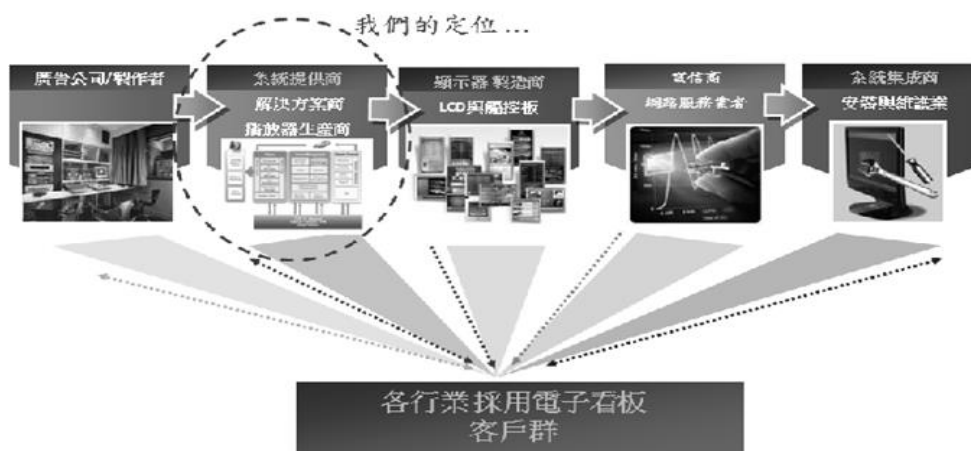 我們的定位...
廣告公司/製作者
系統提供商
解決方案商
播放器生產商
顯示器製造商
LCD與觸控板
電信商
網路服務業者
系統集成商
安裝與維護業
各行業採用電子看板
客戶群